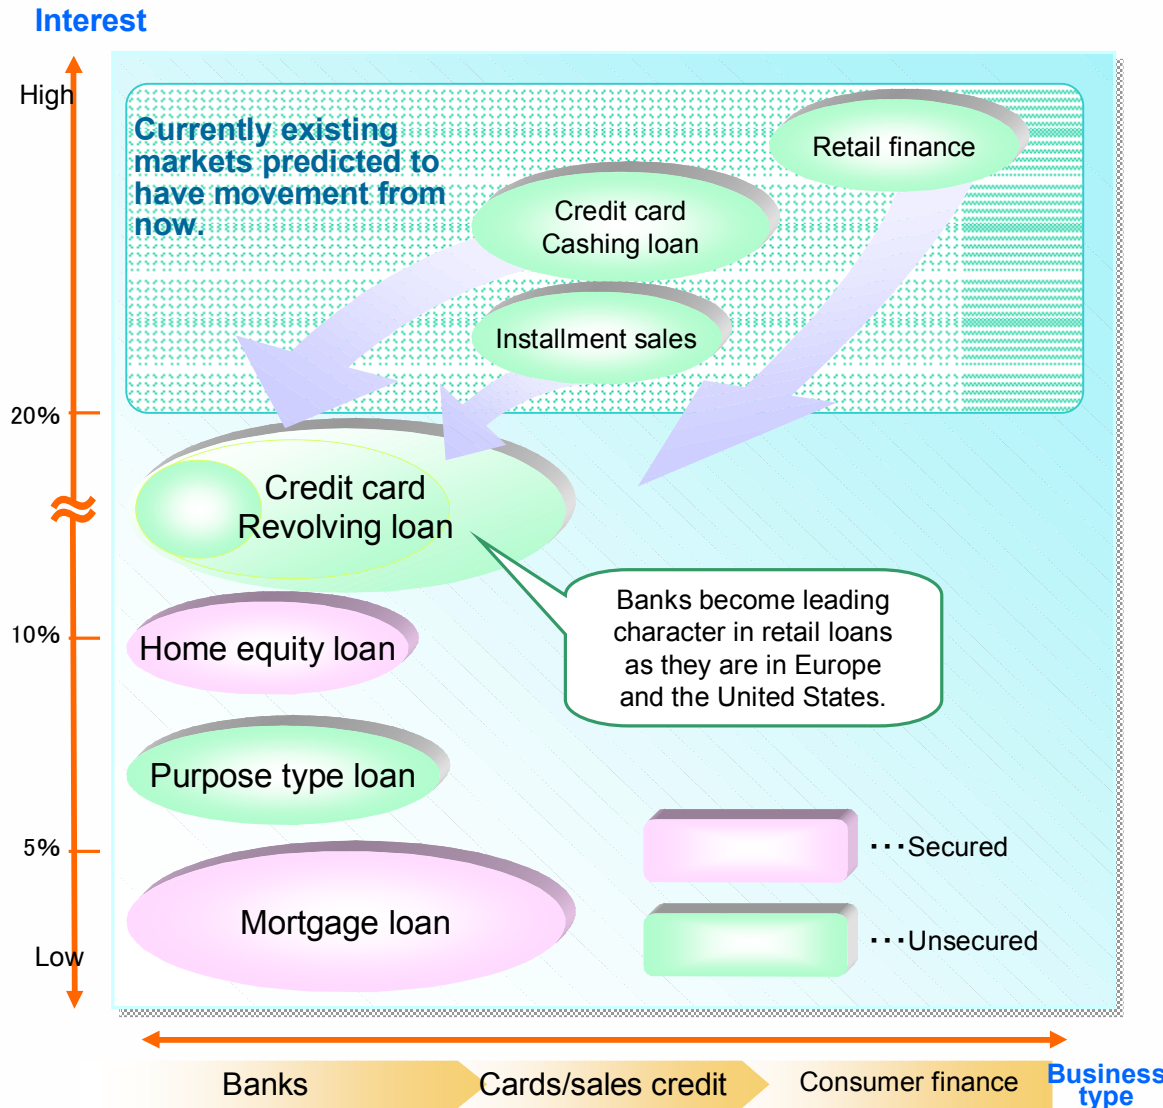 Interest
High
Currently existing
markets predicted to
have movement from
now.
Retail finance
Credit card
Cashing loan
Installment sales
20%
Credit card
Revolving loan
Banks become leading
character in retail loans
as they are in Europe
and the United States.
10%
Home equity loan
Purpose type loan
5%
･･･Secured
Mortgage loan
･･･Unsecured
Low
Banks
Cards/sales credit
Consumer finance
Business
type